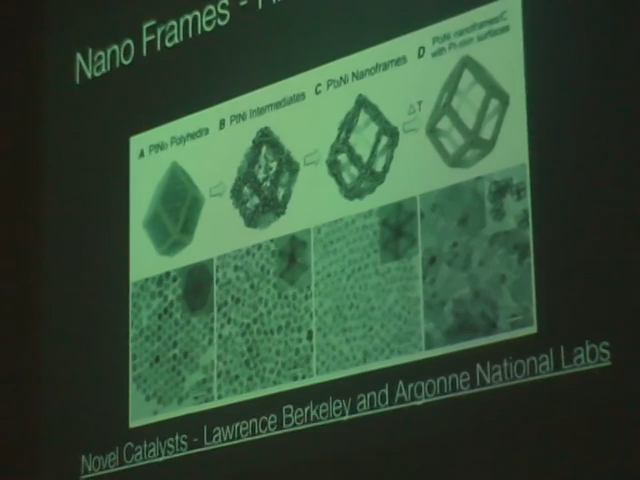 Nano Frames -
A PtNi₃ Polyhedra
B PtNi Intermediates
C Pt₃Ni Nanoframes
D Pt₃Ni nanoframes/C
with Pt-skin surfaces
ΔT
Novel Catalysts - Lawrence Berkeley and Argonne National Labs